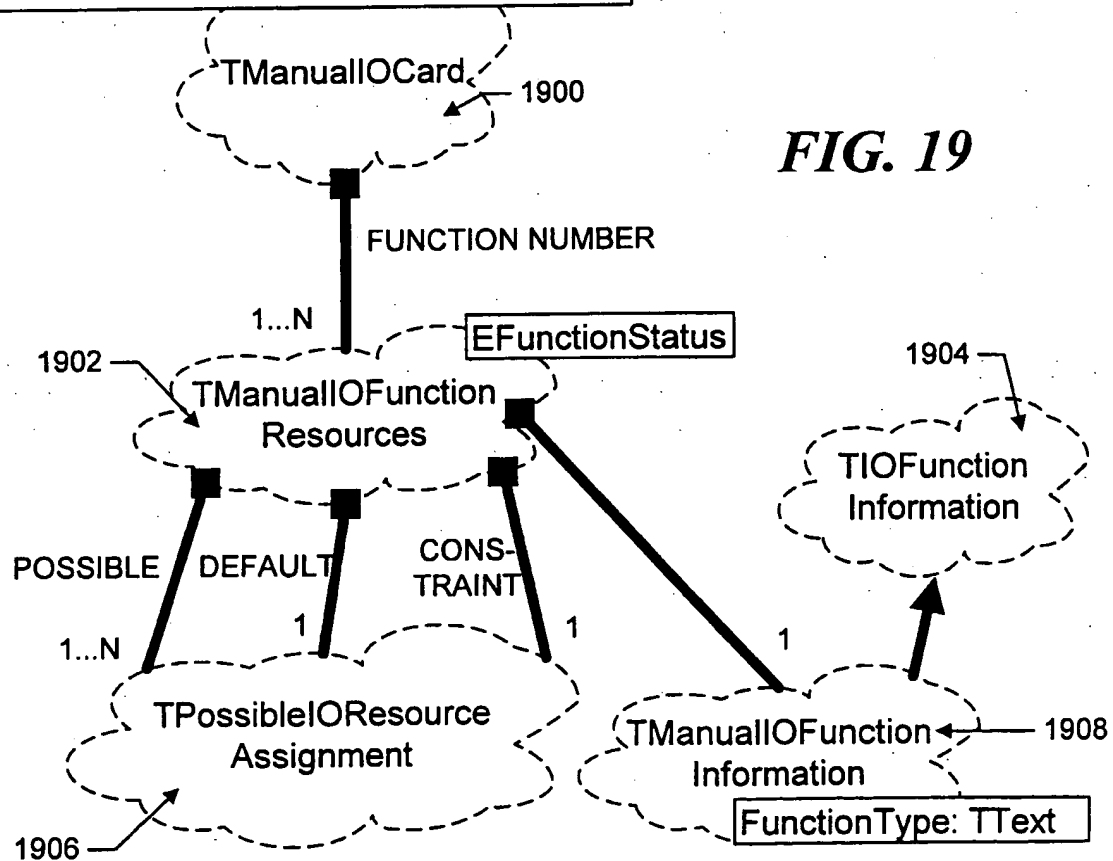 TManualIOCard
1900
FIG. 19
FUNCTION NUMBER
1...N
EFunctionStatus
1902
1904
TManualIOFunction
Resources
TIOFunction
Information
POSSIBLE
DEFAULT
CONS-
TRAINT
1...N
1
1
1
TPossibleIOResource
Assignment
TManualIOFunction
Information
1908
FunctionType: TText
1906